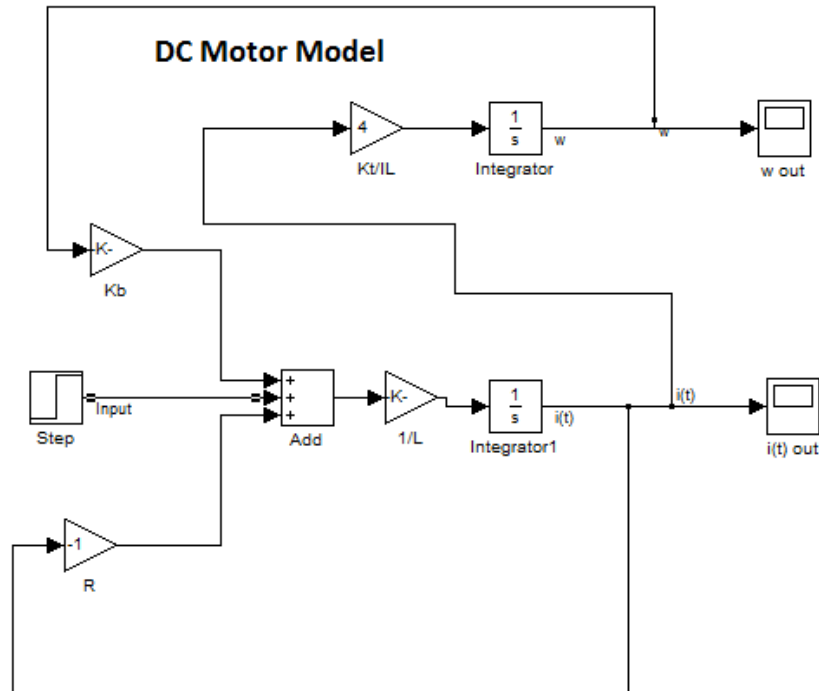 DC Motor Model
4
Kt/IL
1
s
w
Integrator
w
w out
K-
Kb
Step
Input
+
+
+
Add
K-
1/L
1
s
i(t)
Integrator1
i(t)
i(t) out
-1
R